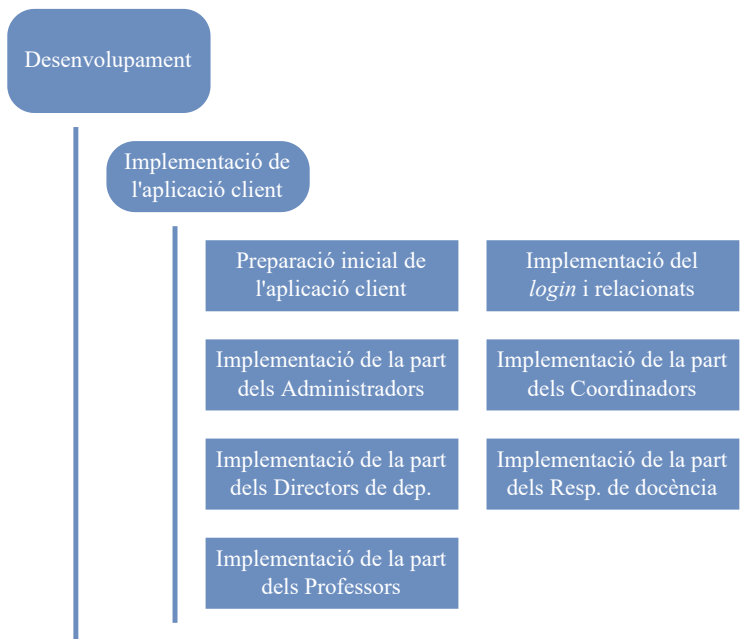 Desenvolupament
Implementació de
l'aplicació client
Preparació inicial de
l'aplicació client
Implementació del
login i relacionats
Implementació de la part
dels Administradors
Implementació de la part
dels Coordinadors
Implementació de la part
dels Directors de dep.
Implementació de la part
dels Resp. de docència
Implementació de la part
dels Professors